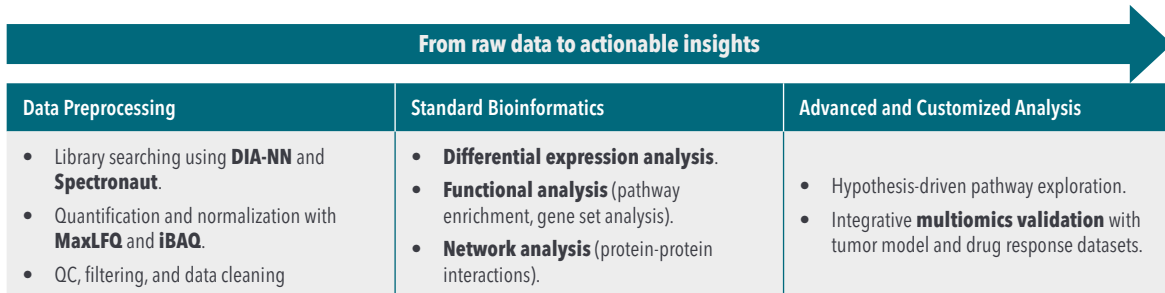 From raw data to actionable insights
Data Preprocessing
• Library searching using DIA-NN and
Spectronaut.
• Quantification and normalization with
MaxLFQ and iBAQ.
• QC, filtering, and data cleaning
Standard Bioinformatics
• Differential expression analysis.
• Functional analysis (pathway
enrichment, gene set analysis).
• Network analysis (protein-protein
interactions).
Advanced and Customized Analysis
• Hypothesis-driven pathway exploration.
• Integrative multiomics validation with
tumor model and drug response datasets.